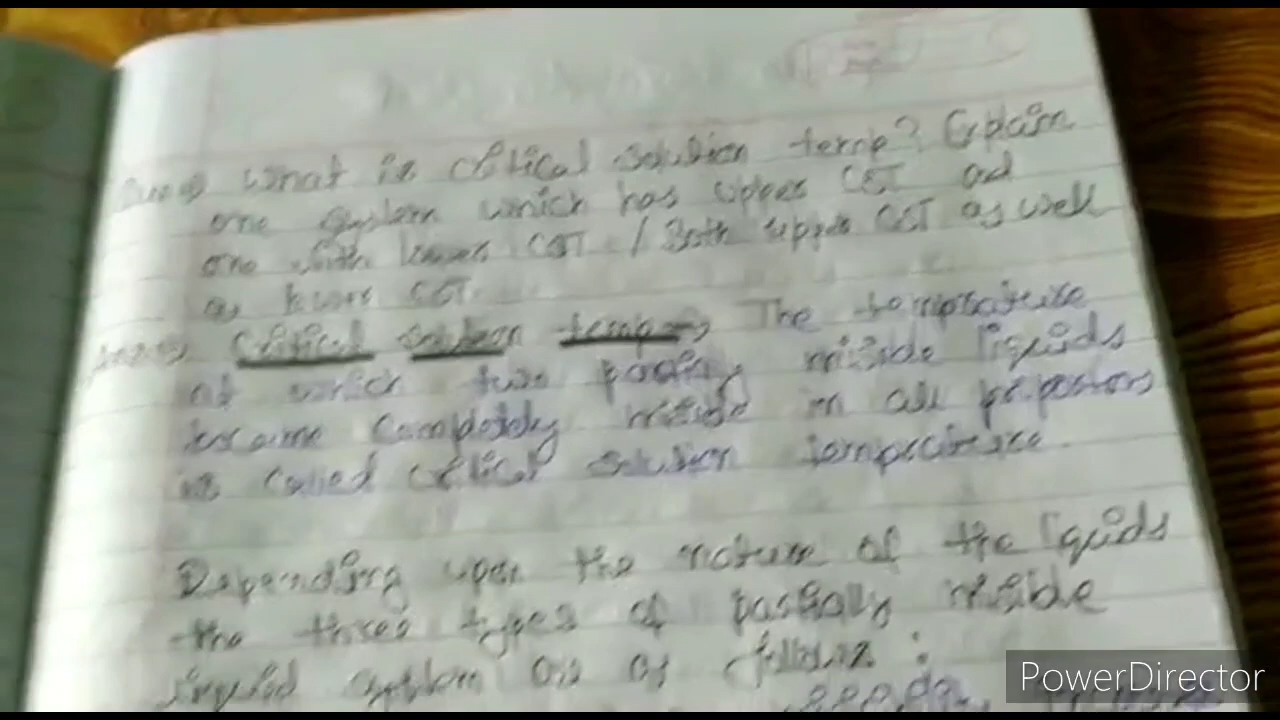 What is critical solution temp? Explain
one system which has upper CST ad
one with lower CST / Both upper CST as well
as lower CST.
Critical solution temp → The temperature
at which two partially miscible liquids
become completely miscible in all proportions
is called critical solution temperature.
Depending upon the nature of the liquids
the three types of partially miscible
liquid system as follows :
PowerDirector